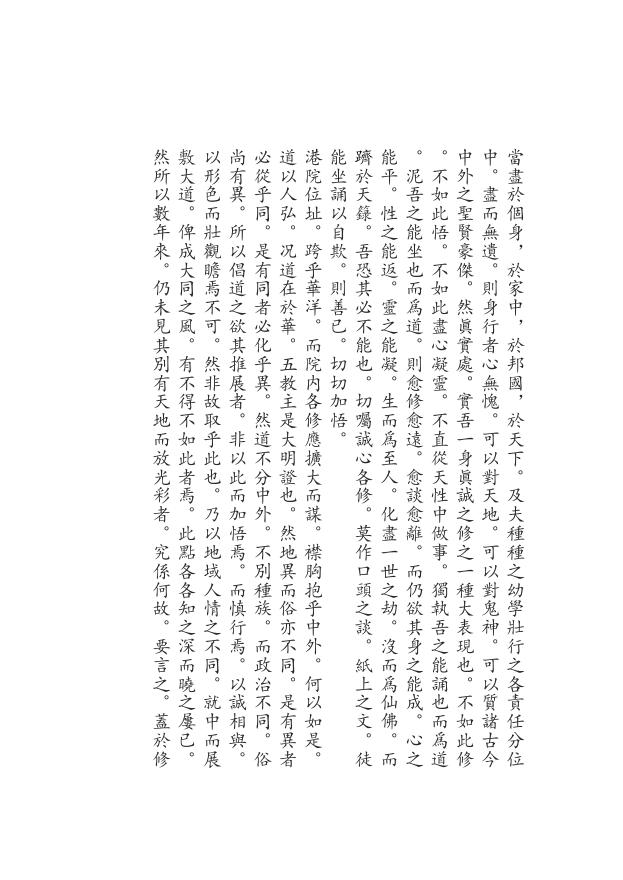 當盡於個身，於家中，於邦國，於天下。及夫種種之幼學壯行之各責任分位
中。盡而無遺。則身行者心無愧。可以對天地。可以對鬼神。可以質諸古今
中外之聖賢豪傑。然眞實處。實吾一身眞誠之修之一種大表現也。不如此修
。不如此悟。不如此盡心凝靈。不直從天性中做事。獨執吾之能誦也而爲道
。泥吾之能坐也而爲道。則愈修愈遠。愈談愈離。而仍欲其身之能成。心之
能平。性之能返。靈之能凝。生而爲至人。化盡一世之劫。沒而爲仙佛。而
躋於天籙。吾恐其必不能也。切囑誠心各修。莫作口頭之談。紙上之文。徒
能坐誦以自欺。則善已。切切加悟。
港院位址。跨乎華洋。而院內各修應擴大而謀。襟胸抱乎中外。何以如是。
道以人弘。況道在於華。五教主是大明證也。然地異而俗亦不同。是有異者
必從乎同。是有同者必化乎異。然道不分中外。不別種族。而政治不同。俗
尚有異。所以倡道之欲其推展者。非以此而加悟焉。而慎行焉。以誠相與。
以形色而壯觀瞻焉不可。然非故取乎此也。乃以地域人情之不同。就中而展
敷大道。俾成大同之風。有不得不如此者焉。此點各各知之深而曉之屢已。
然所以數年來。仍未見其別有天地而放光彩者。究係何故。要言之。蓋於修